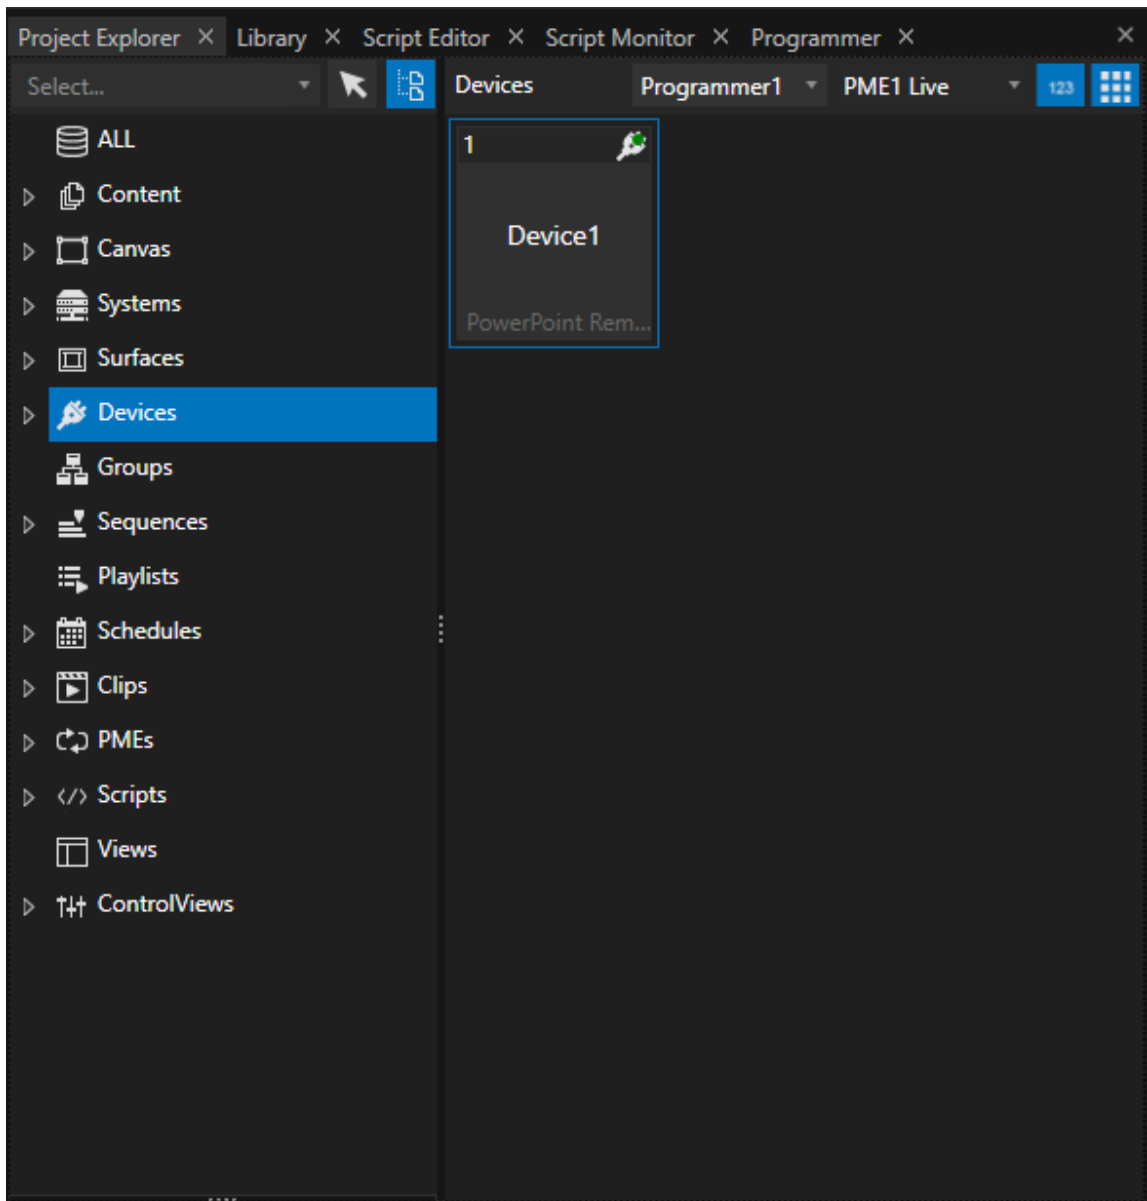 Project Explorer Library Script Editor Script Monitor Programmer
Select... Devices Programmer1 PME1 Live 123
ALL
Content
Canvas
Systems
Surfaces
Devices
Groups
Sequences
Playlists
Schedules
Clips
PMEs
Scripts
Views
ControlViews
1
Device1
PowerPoint Rem...